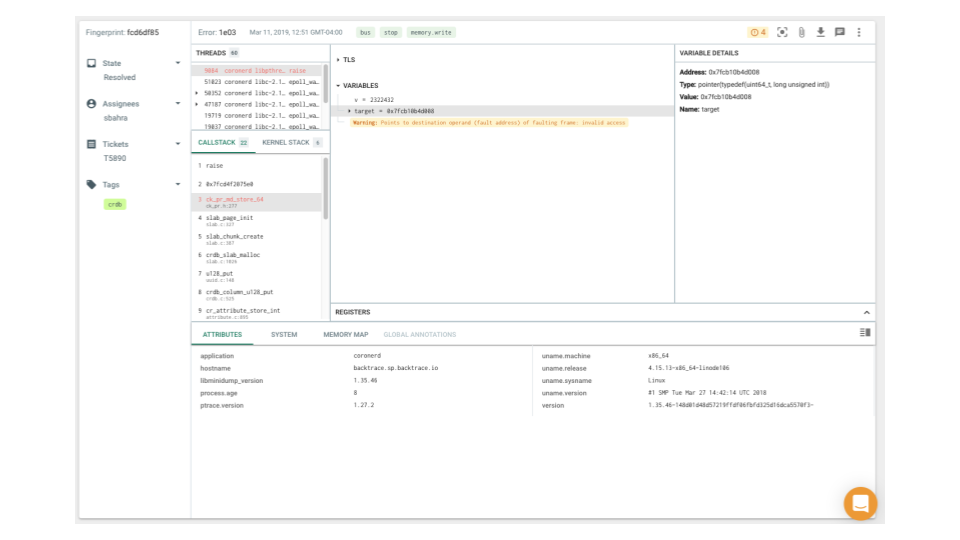 Fingerprint: fcd6df85
Error: 1e03 Mar 11, 2019, 12:51 GMT-04:00 bus stop memory.write 4
State
Resolved
Assignees
sbahra
Tickets
T5890
Tags
crdb
THREADS 60
9684 coronerd libpthre… raise
51023 coronerd libc-2.1… epoll_wa…
50352 coronerd libc-2.1… epoll_wa…
47187 coronerd libc-2.1… epoll_wa…
19719 coronerd libc-2.1… epoll_wa…
19037 coronerd libc-2.1… epoll_wa…
CALLSTACK 22 KERNEL STACK 6
1 raise
2 0x7fcd4f2075e0
3 ck_pr_md_store_64
ck_pr.h:277
4 slab_page_init
slab.c:327
5 slab_chunk_create
slab.c:387
6 crdb_slab_malloc
slab.c:1026
7 u128_put
uuid.c:140
8 crdb_column_u128_put
crdb.c:525
9 cr_attribute_store_int
attribute.c:895
TLS
VARIABLES
v = 2322432
target = 0x7fcb10b4d008
Warning: Points to destination operand (fault address) of faulting frame: invalid access
VARIABLE DETAILS
Address: 0x7fcb10b4d008
Type: pointer(typedef(uint64_t, long unsigned int))
Value: 0x7fcb10b4d008
Name: target
REGISTERS
ATTRIBUTES SYSTEM MEMORY MAP GLOBAL ANNOTATIONS
application coronerd
hostname backtrace.sp.backtrace.io
libminidump_version 1.35.46
process.age 8
ptrace.version 1.27.2
uname.machine x86_64
uname.release 4.15.13-x86_64-linode106
uname.sysname Linux
uname.version #1 SMP Tue Mar 27 14:42:14 UTC 2018
version 1.35.46-148d01d48d57219ffdf06fbfd325d16dca5570f3-